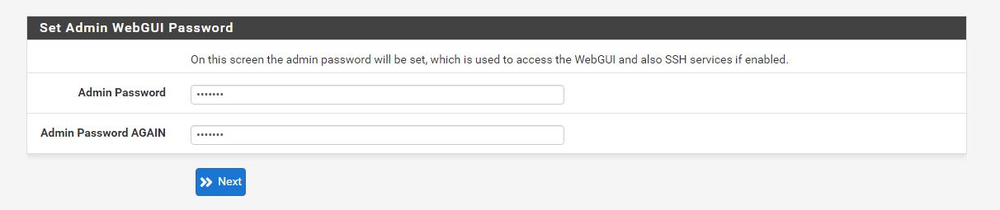 Set Admin WebGUI Password
On this screen the admin password will be set, which is used to access the WebGUI and also SSH services if enabled.
Admin Password •••••••
Admin Password AGAIN •••••••
Next